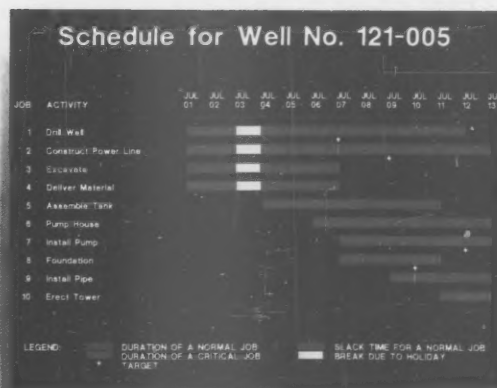 Schedule for Well No. 121-005
JUL JUL JUL JUL JUL JUL JUL JUL JUL JUL JUL JUL JUL
JOB ACTIVITY 01 02 03 04 05 06 07 08 09 10 11 12 13
1 Drill Well
2 Construct Power Line
3 Excavate
4 Deliver Material
5 Assemble Tank
6 Pump House
7 Install Pump
8 Foundation
9 Install Pipe
10 Erect Tower
LEGEND: DURATION OF A NORMAL JOB SLACK TIME FOR A NORMAL JOB
DURATION OF A CRITICAL JOB BREAK DUE TO HOLIDAY
* TARGET